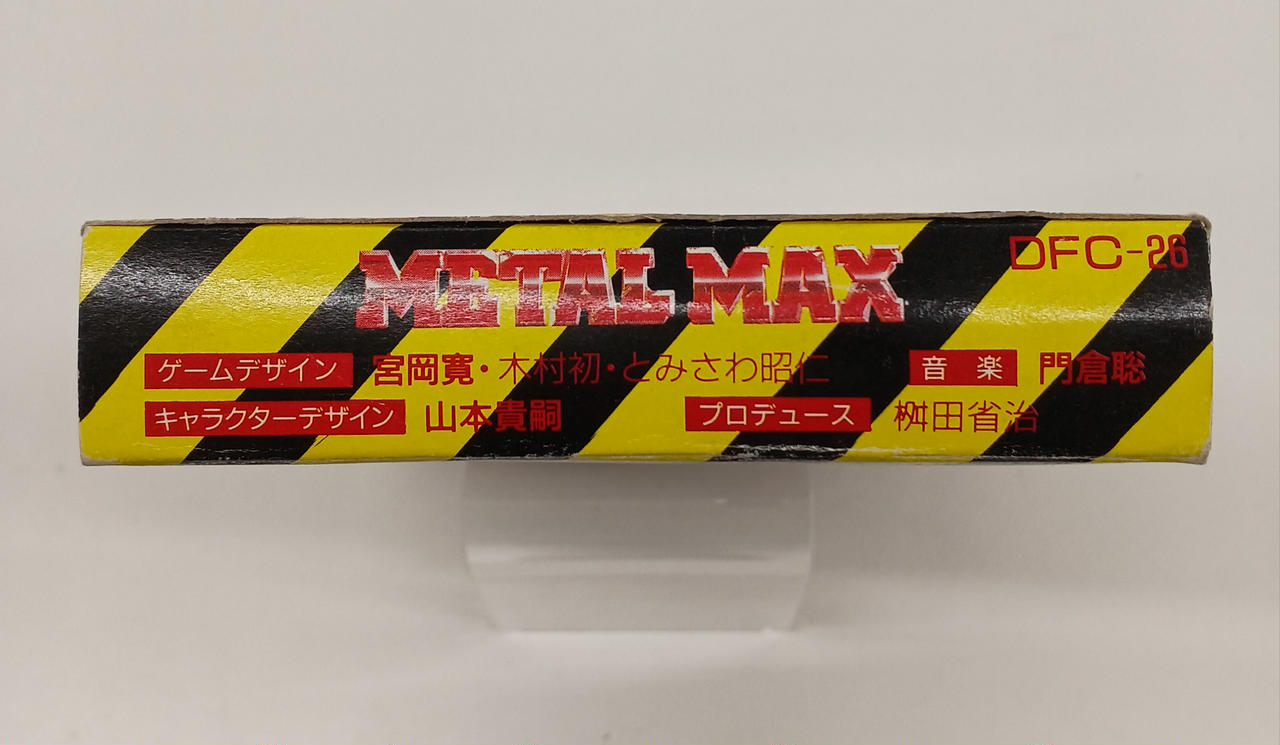 METAL MAX
DFC-26
ゲームデザイン 宮岡寛・木村初・とみさわ昭仁 音楽 門倉聡
キャラクターデザイン 山本貴嗣 プロデュース 桝田省治